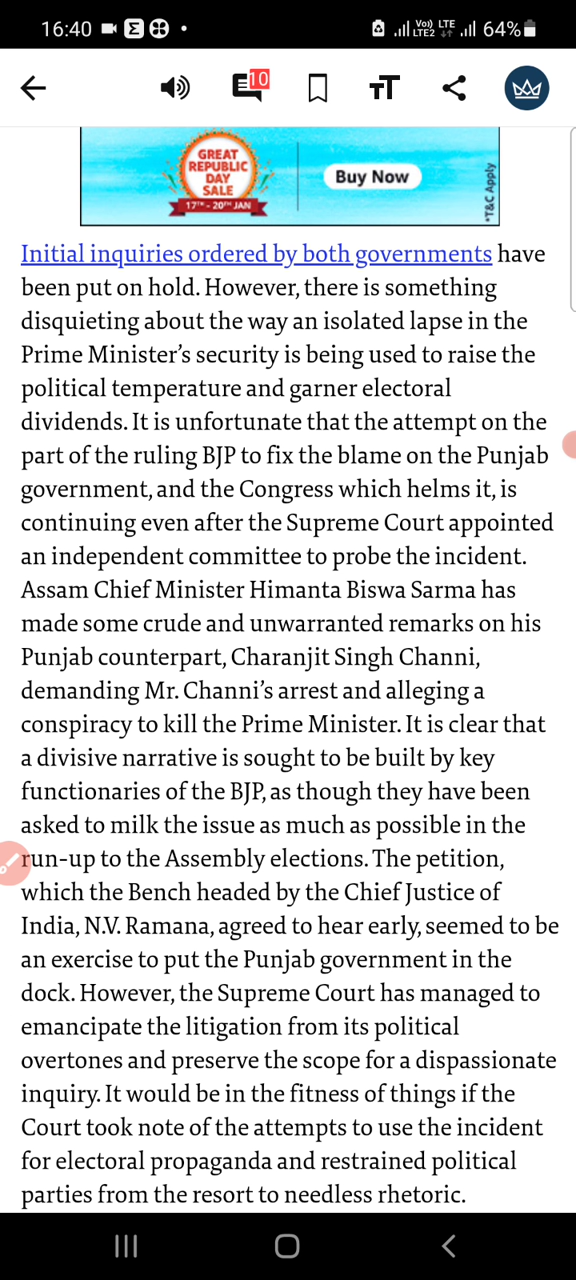 16:40
Vo) LTE
LTE2
64%
10
TT
GREAT
REPUBLIC
DAY
SALE
17TH - 20TH JAN
Buy Now
*T&C Apply
Initial inquiries ordered by both governments have
been put on hold. However, there is something
disquieting about the way an isolated lapse in the
Prime Minister’s security is being used to raise the
political temperature and garner electoral
dividends. It is unfortunate that the attempt on the
part of the ruling BJP to fix the blame on the Punjab
government, and the Congress which helms it, is
continuing even after the Supreme Court appointed
an independent committee to probe the incident.
Assam Chief Minister Himanta Biswa Sarma has
made some crude and unwarranted remarks on his
Punjab counterpart, Charanjit Singh Channi,
demanding Mr. Channi’s arrest and alleging a
conspiracy to kill the Prime Minister. It is clear that
a divisive narrative is sought to be built by key
functionaries of the BJP, as though they have been
asked to milk the issue as much as possible in the
run-up to the Assembly elections. The petition,
which the Bench headed by the Chief Justice of
India, N.V. Ramana, agreed to hear early, seemed to be
an exercise to put the Punjab government in the
dock. However, the Supreme Court has managed to
emancipate the litigation from its political
overtones and preserve the scope for a dispassionate
inquiry. It would be in the fitness of things if the
Court took note of the attempts to use the incident
for electoral propaganda and restrained political
parties from the resort to needless rhetoric.